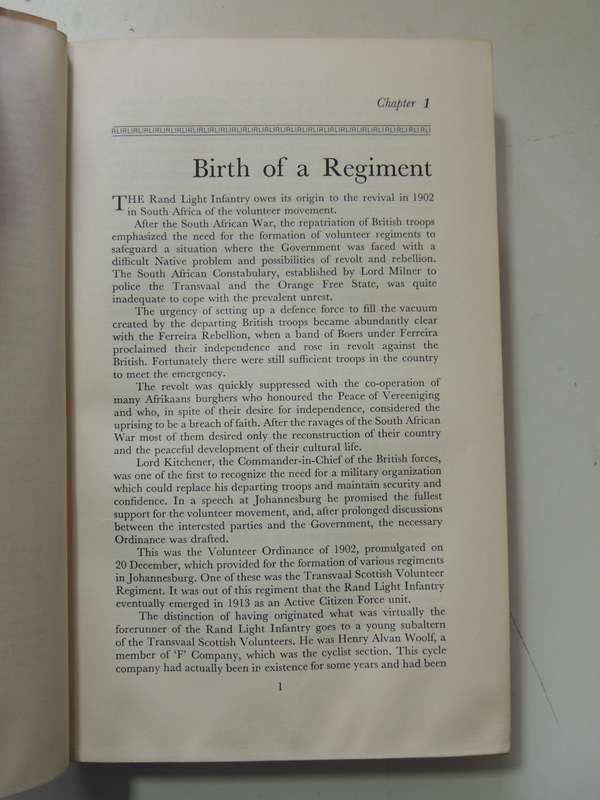 Chapter 1
RLIRLIRLIRLIRLIRLIRLIRLIRLIRLIRLIRLIRLIRLIRLIRLIRLIRLIRLIRLI
Birth of a Regiment
THE Rand Light Infantry owes its origin to the revival in 1902
in South Africa of the volunteer movement.
After the South African War, the repatriation of British troops
emphasized the need for the formation of volunteer regiments to
safeguard a situation where the Government was faced with a
difficult Native problem and possibilities of revolt and rebellion.
The South African Constabulary, established by Lord Milner to
police the Transvaal and the Orange Free State, was quite
inadequate to cope with the prevalent unrest.
The urgency of setting up a defence force to fill the vacuum
created by the departing British troops became abundantly clear
with the Ferreira Rebellion, when a band of Boers under Ferreira
proclaimed their independence and rose in revolt against the
British. Fortunately there were still sufficient troops in the country
to meet the emergency.
The revolt was quickly suppressed with the co-operation of
many Afrikaans burghers who honoured the Peace of Vereeniging
and who, in spite of their desire for independence, considered the
uprising to be a breach of faith. After the ravages of the South African
War most of them desired only the reconstruction of their country
and the peaceful development of their cultural life.
Lord Kitchener, the Commander-in-Chief of the British forces,
was one of the first to recognize the need for a military organization
which could replace his departing troops and maintain security and
confidence. In a speech at Johannesburg he promised the fullest
support for the volunteer movement, and, after prolonged discussions
between the interested parties and the Government, the necessary
Ordinance was drafted.
This was the Volunteer Ordinance of 1902, promulgated on
20 December, which provided for the formation of various regiments
in Johannesburg. One of these was the Transvaal Scottish Volunteer
Regiment. It was out of this regiment that the Rand Light Infantry
eventually emerged in 1913 as an Active Citizen Force unit.
The distinction of having originated what was virtually the
forerunner of the Rand Light Infantry goes to a young subaltern
of the Transvaal Scottish Volunteers. He was Henry Alvan Woolf, a
member of 'F' Company, which was the cyclist section. This cycle
company had actually been in existence for some years and had been
1